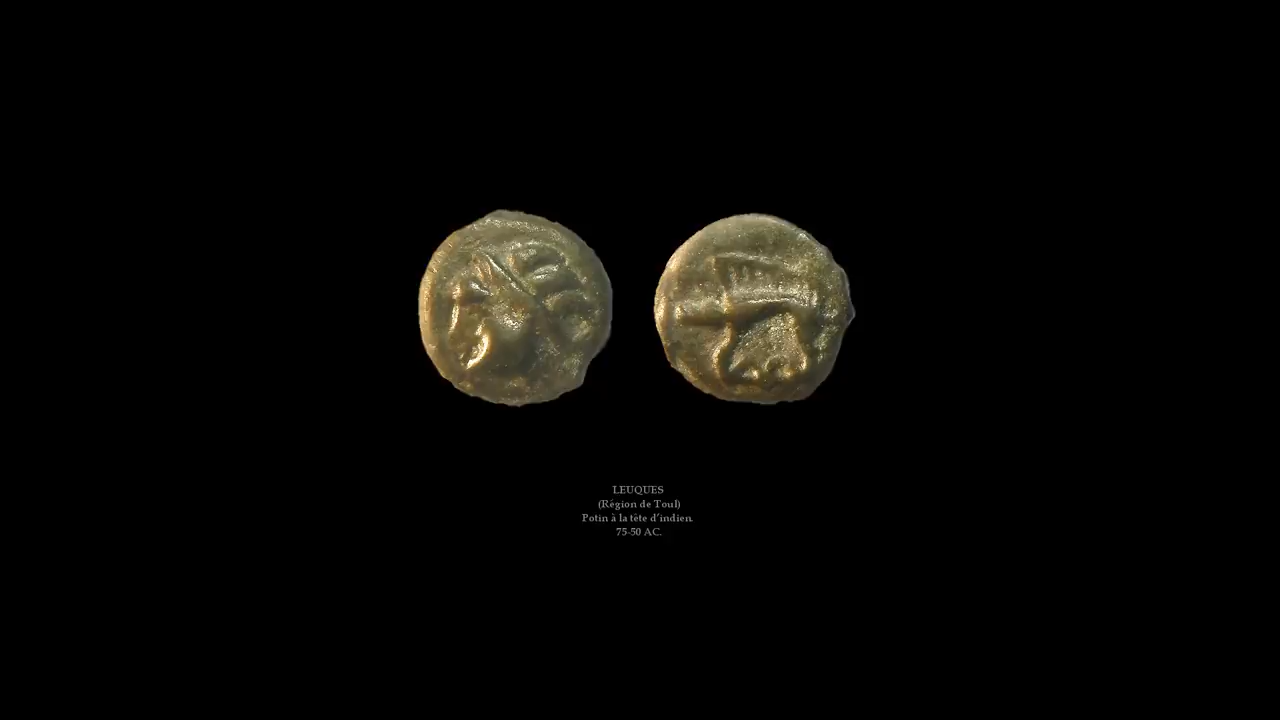 LEUQUES
(Région de Toul)
Potin à la tête d'indien.
75-50 AC.